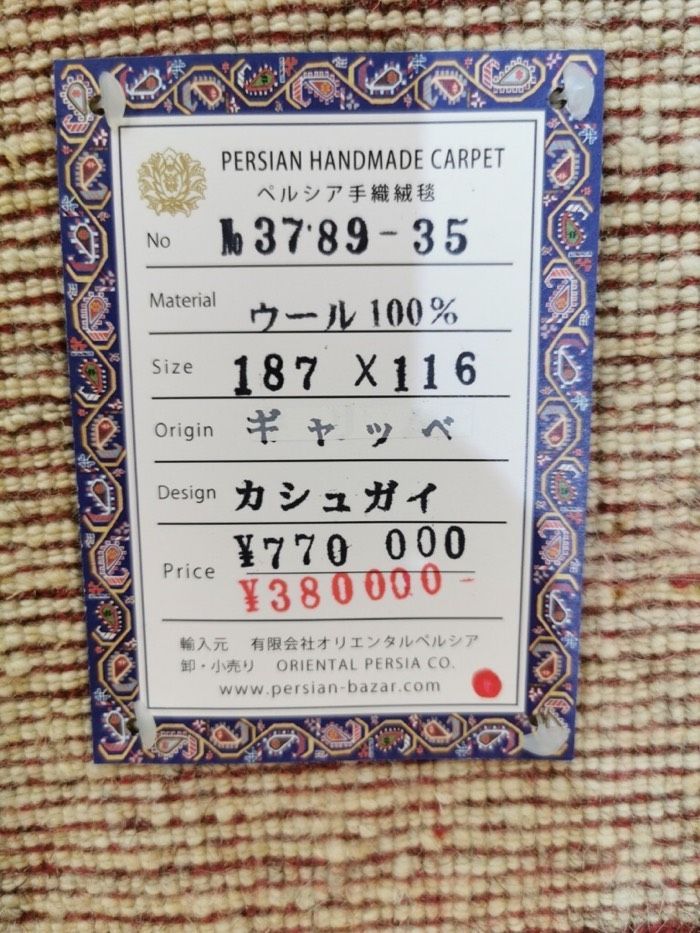 PERSIAN HANDMADE CARPET
ペルシア手織絨毯
No №3789-35
Material ウール100%
Size 187 X 116
Origin ギャッベ
Design カシュガイ
Price ¥770 000
¥380000-
輸入元 有限会社オリエンタルペルシア
卸・小売り ORIENTAL PERSIA CO.
www.persian-bazar.com